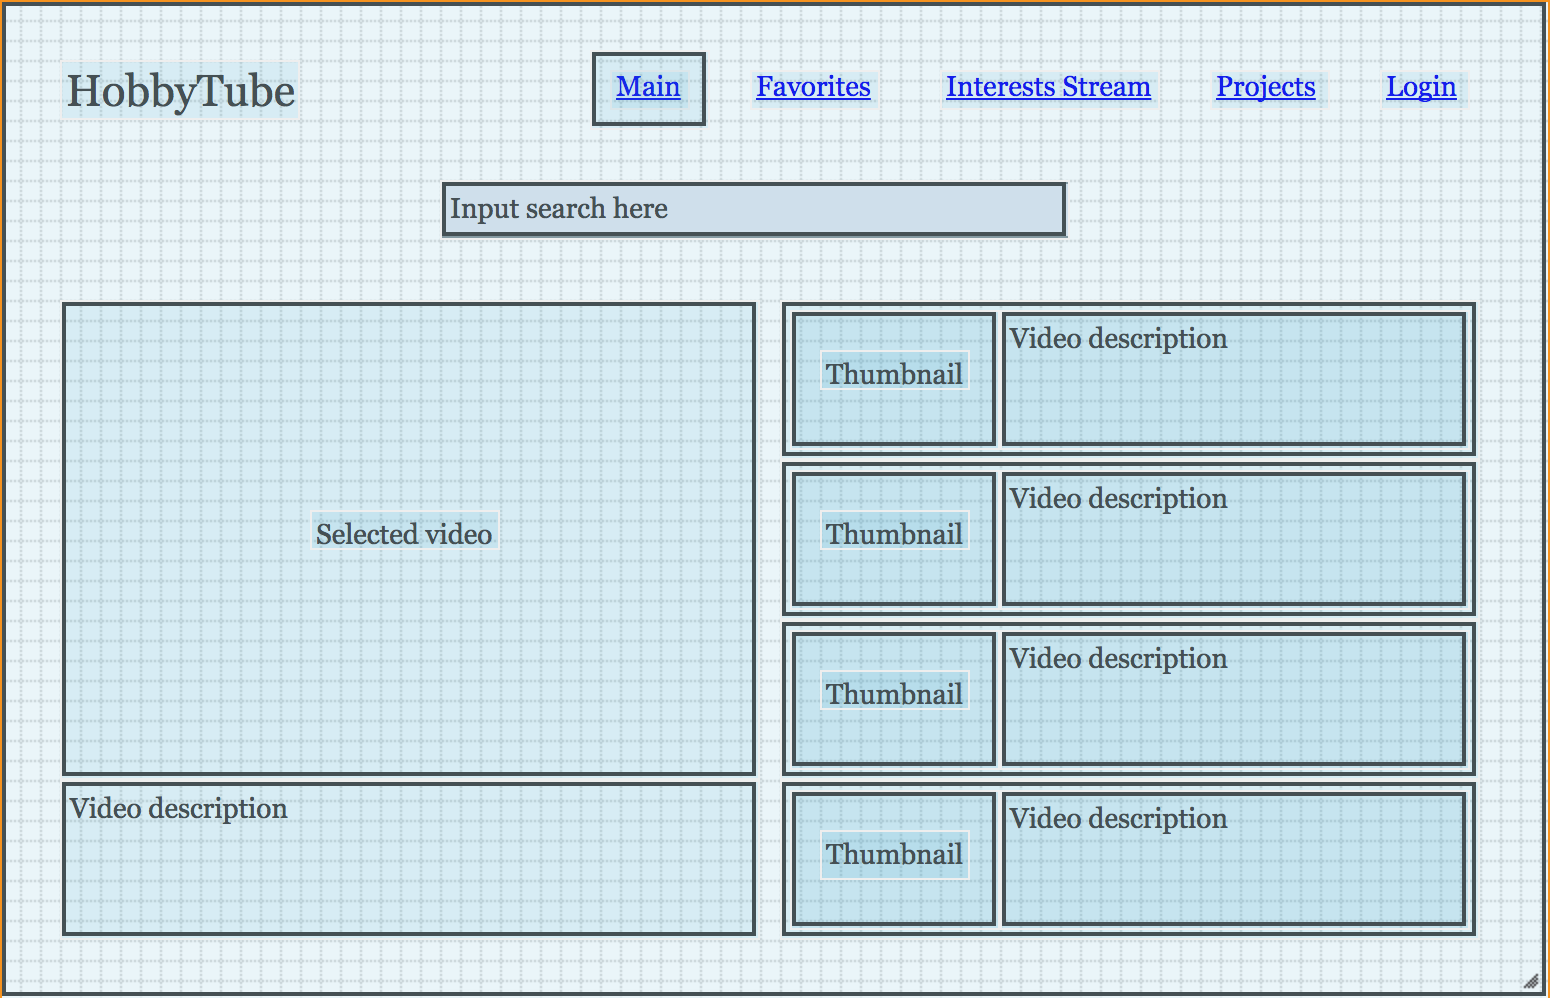 HobbyTube
Main Favorites Interests Stream Projects Login
Input search here
Selected video
Video description
Thumbnail
Video description
Thumbnail
Video description
Thumbnail
Video description
Thumbnail
Video description